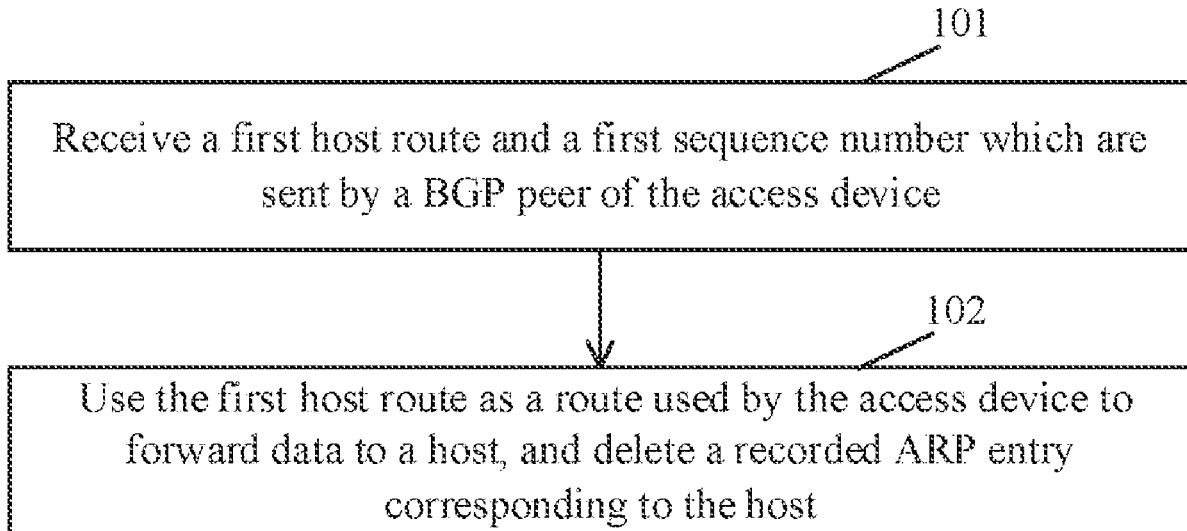 101
Receive a first host route and a first sequence number which are
sent by a BGP peer of the access device
102
Use the first host route as a route used by the access device to
forward data to a host, and delete a recorded ARP entry
corresponding to the host